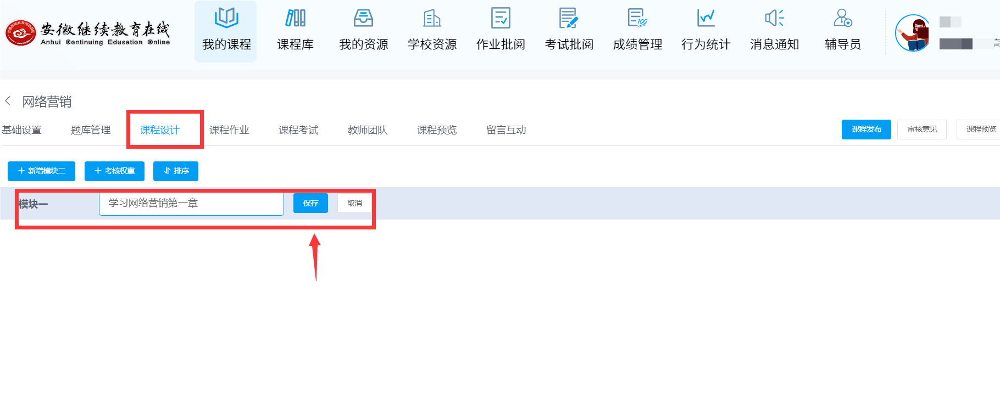 安徽继续教育在线
Anhui Continuing Education Online
我的课程
课程库
我的资源
学校资源
作业批阅
考试批阅
成绩管理
行为统计
消息通知
辅导员
网络营销
基础设置
题库管理
课程设计
课程作业
课程考试
教师团队
课程预览
留言互动
课程发布
审核意见
课程预览
+ 新增模块二
+ 考核权重
排序
模块一
学习网络营销第一章
保存
取消